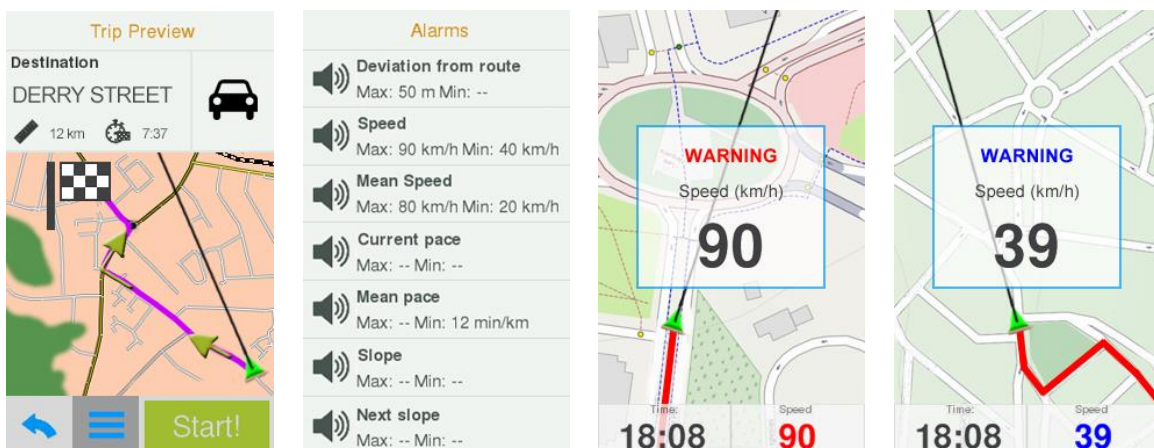 Trip Preview
Destination
DERRY STREET
12 km 7:37
Start!
Alarms
Deviation from route
Max: 50 m Min: --
Speed
Max: 90 km/h Min: 40 km/h
Mean Speed
Max: 80 km/h Min: 20 km/h
Current pace
Max: -- Min: --
Mean pace
Max: -- Min: 12 min/km
Slope
Max: -- Min: --
Next slope
Max: -- Min: --
WARNING
Speed (km/h)
90
Time: Speed
18:08 90
WARNING
Speed (km/h)
39
Time: Speed
18:08 39